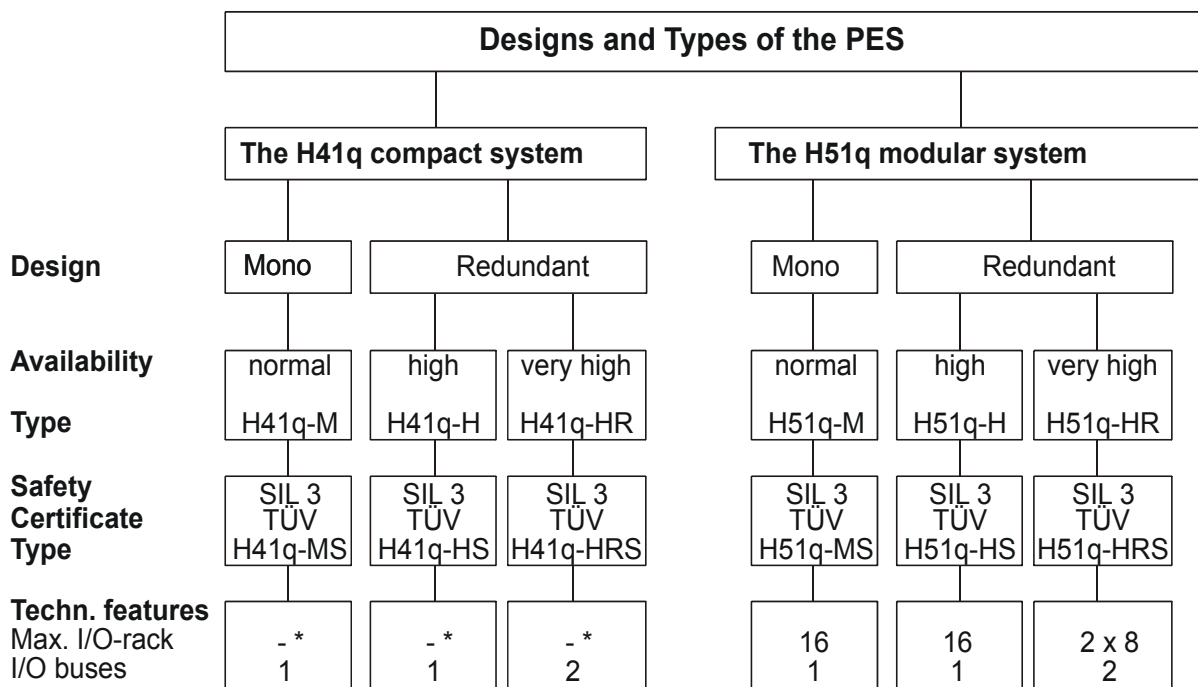 Designs and Types of the PES
The H41q compact system The H51q modular system
Design Mono Redundant Mono Redundant
Availability normal high very high normal high very high
Type H41q-M H41q-H H41q-HR H51q-M H51q-H H51q-HR
Safety SIL 3 SIL 3 SIL 3 SIL 3 SIL 3 SIL 3
Certificate TÜV TÜV TÜV TÜV TÜV TÜV
Type H41q-MS H41q-HS H41q-HRS H51q-MS H51q-HS H51q-HRS
Techn. features
Max. I/O-rack - * - * - * 16 16 2 x 8
I/O buses 1 1 2 1 1 2